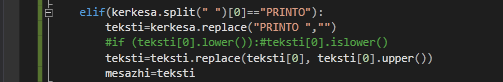 elif(kerkesa.split(" ")[0]=="PRINTO"):
teksti=kerkesa.replace("PRINTO ","")
#if (teksti[0].lower()):#teksti[0].islower()
teksti=teksti.replace(teksti[0], teksti[0].upper())
mesazhi=teksti